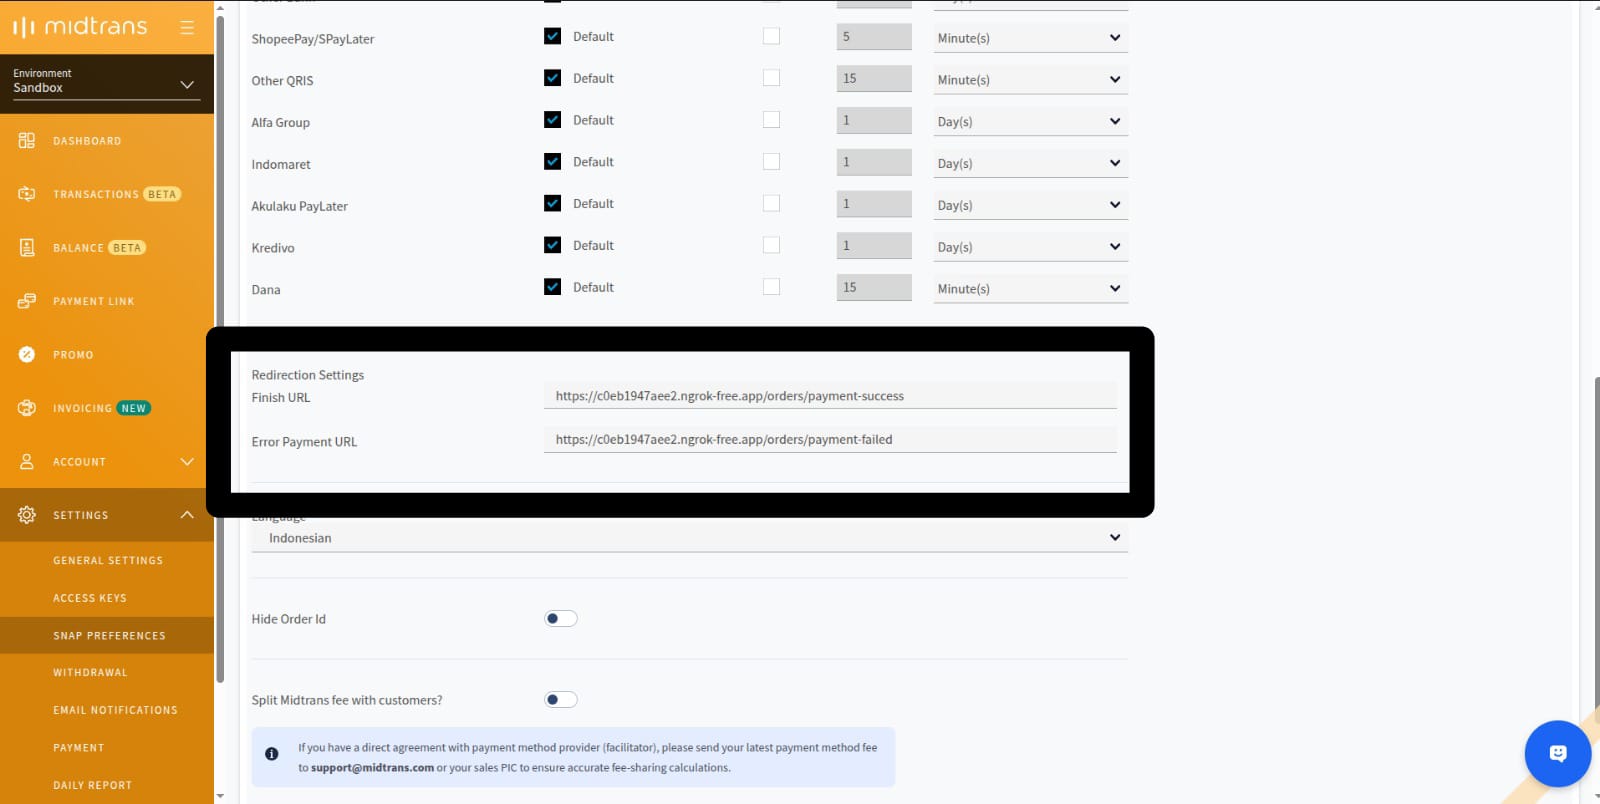 midtrans
Environment
Sandbox
DASHBOARD
TRANSACTIONS BETA
BALANCE BETA
PAYMENT LINK
PROMO
INVOICING NEW
ACCOUNT
SETTINGS
GENERAL SETTINGS
ACCESS KEYS
SNAP PREFERENCES
WITHDRAWAL
EMAIL NOTIFICATIONS
PAYMENT
DAILY REPORT
ShopeePay/SPayLater Default 5 Minute(s)
Other QRIS Default 15 Minute(s)
Alfa Group Default 1 Day(s)
Indomaret Default 1 Day(s)
Akulaku PayLater Default 1 Day(s)
Kredivo Default 1 Day(s)
Dana Default 15 Minute(s)
Redirection Settings
Finish URL https://c0eb1947aee2.ngrok-free.app/orders/payment-success
Error Payment URL https://c0eb1947aee2.ngrok-free.app/orders/payment-failed
Language
Indonesian
Hide Order Id
Split Midtrans fee with customers?
If you have a direct agreement with payment method provider (facilitator), please send your latest payment method fee
to support@midtrans.com or your sales PIC to ensure accurate fee-sharing calculations.